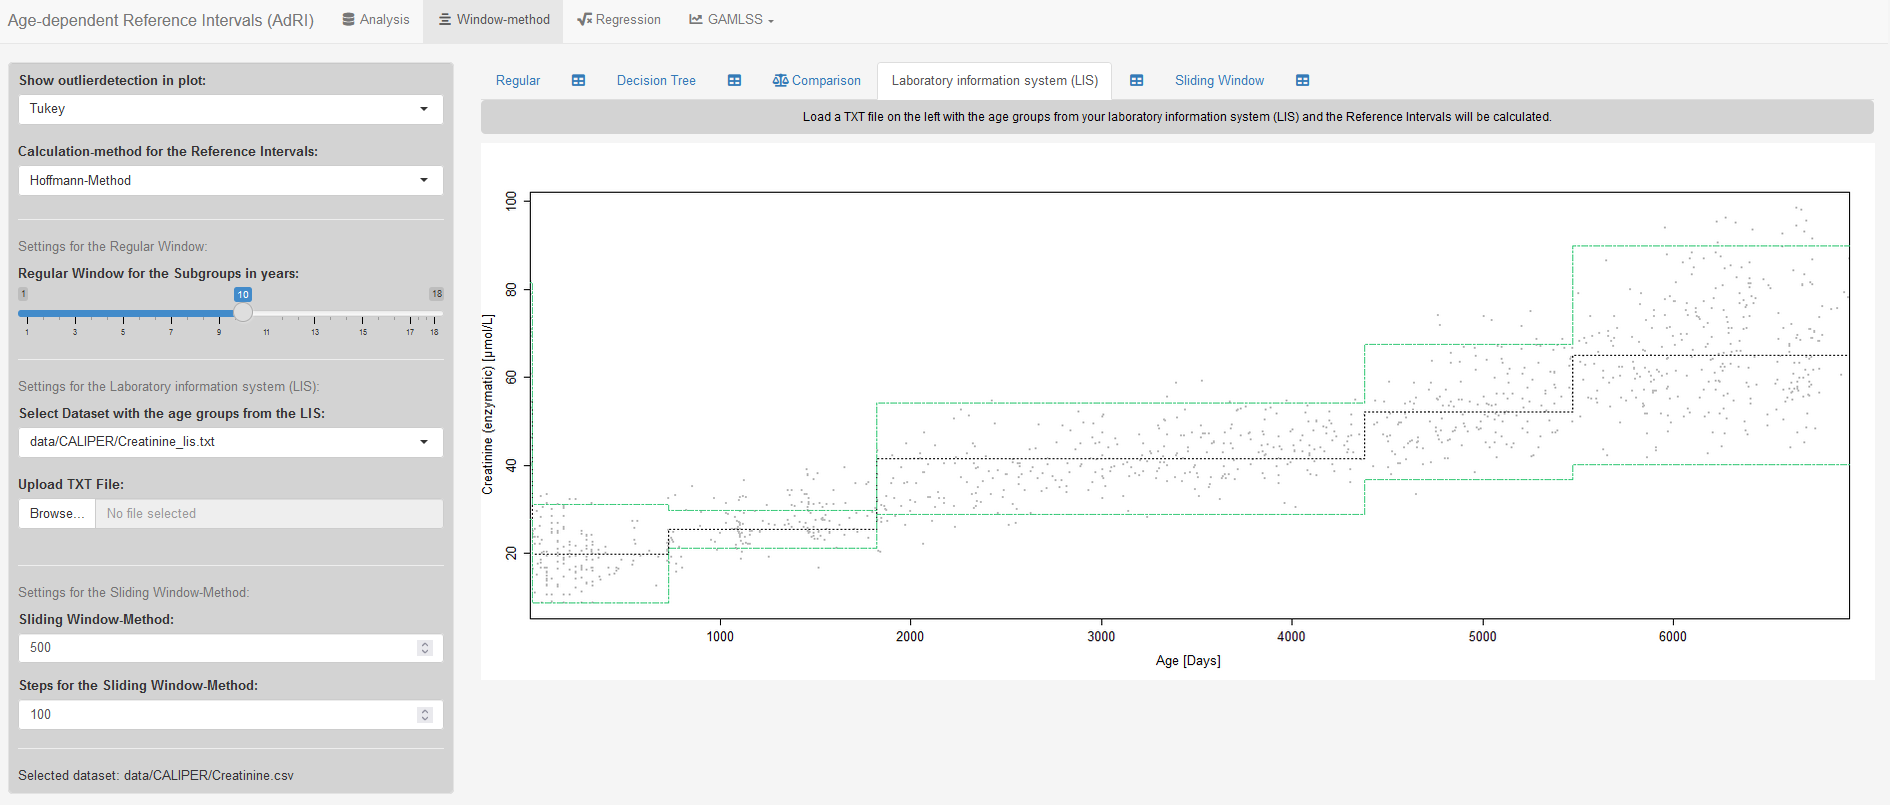 Age-dependent Reference Intervals (AdRI) Analysis Window-method Regression GAMLSS
Show outlierdetection in plot:
Tukey
Calculation-method for the Reference Intervals:
Hoffmann-Method
Settings for the Regular Window:
Regular Window for the Subgroups in years:
1 10 18
1 3 5 7 9 11 13 15 17 18
Settings for the Laboratory information system (LIS):
Select Dataset with the age groups from the LIS:
data/CALIPER/Creatinine_lis.txt
Upload TXT File:
Browse... No file selected
Settings for the Sliding Window-Method:
Sliding Window-Method:
500
Steps for the Sliding Window-Method:
100
Selected dataset: data/CALIPER/Creatinine.csv
Regular Decision Tree Comparison Laboratory information system (LIS) Sliding Window
Load a TXT file on the left with the age groups from your laboratory information system (LIS) and the Reference Intervals will be calculated.
Creatinine (enzymatic) [µmol/L]
100
80
60
40
20
1000 2000 3000 4000 5000 6000
Age [Days]